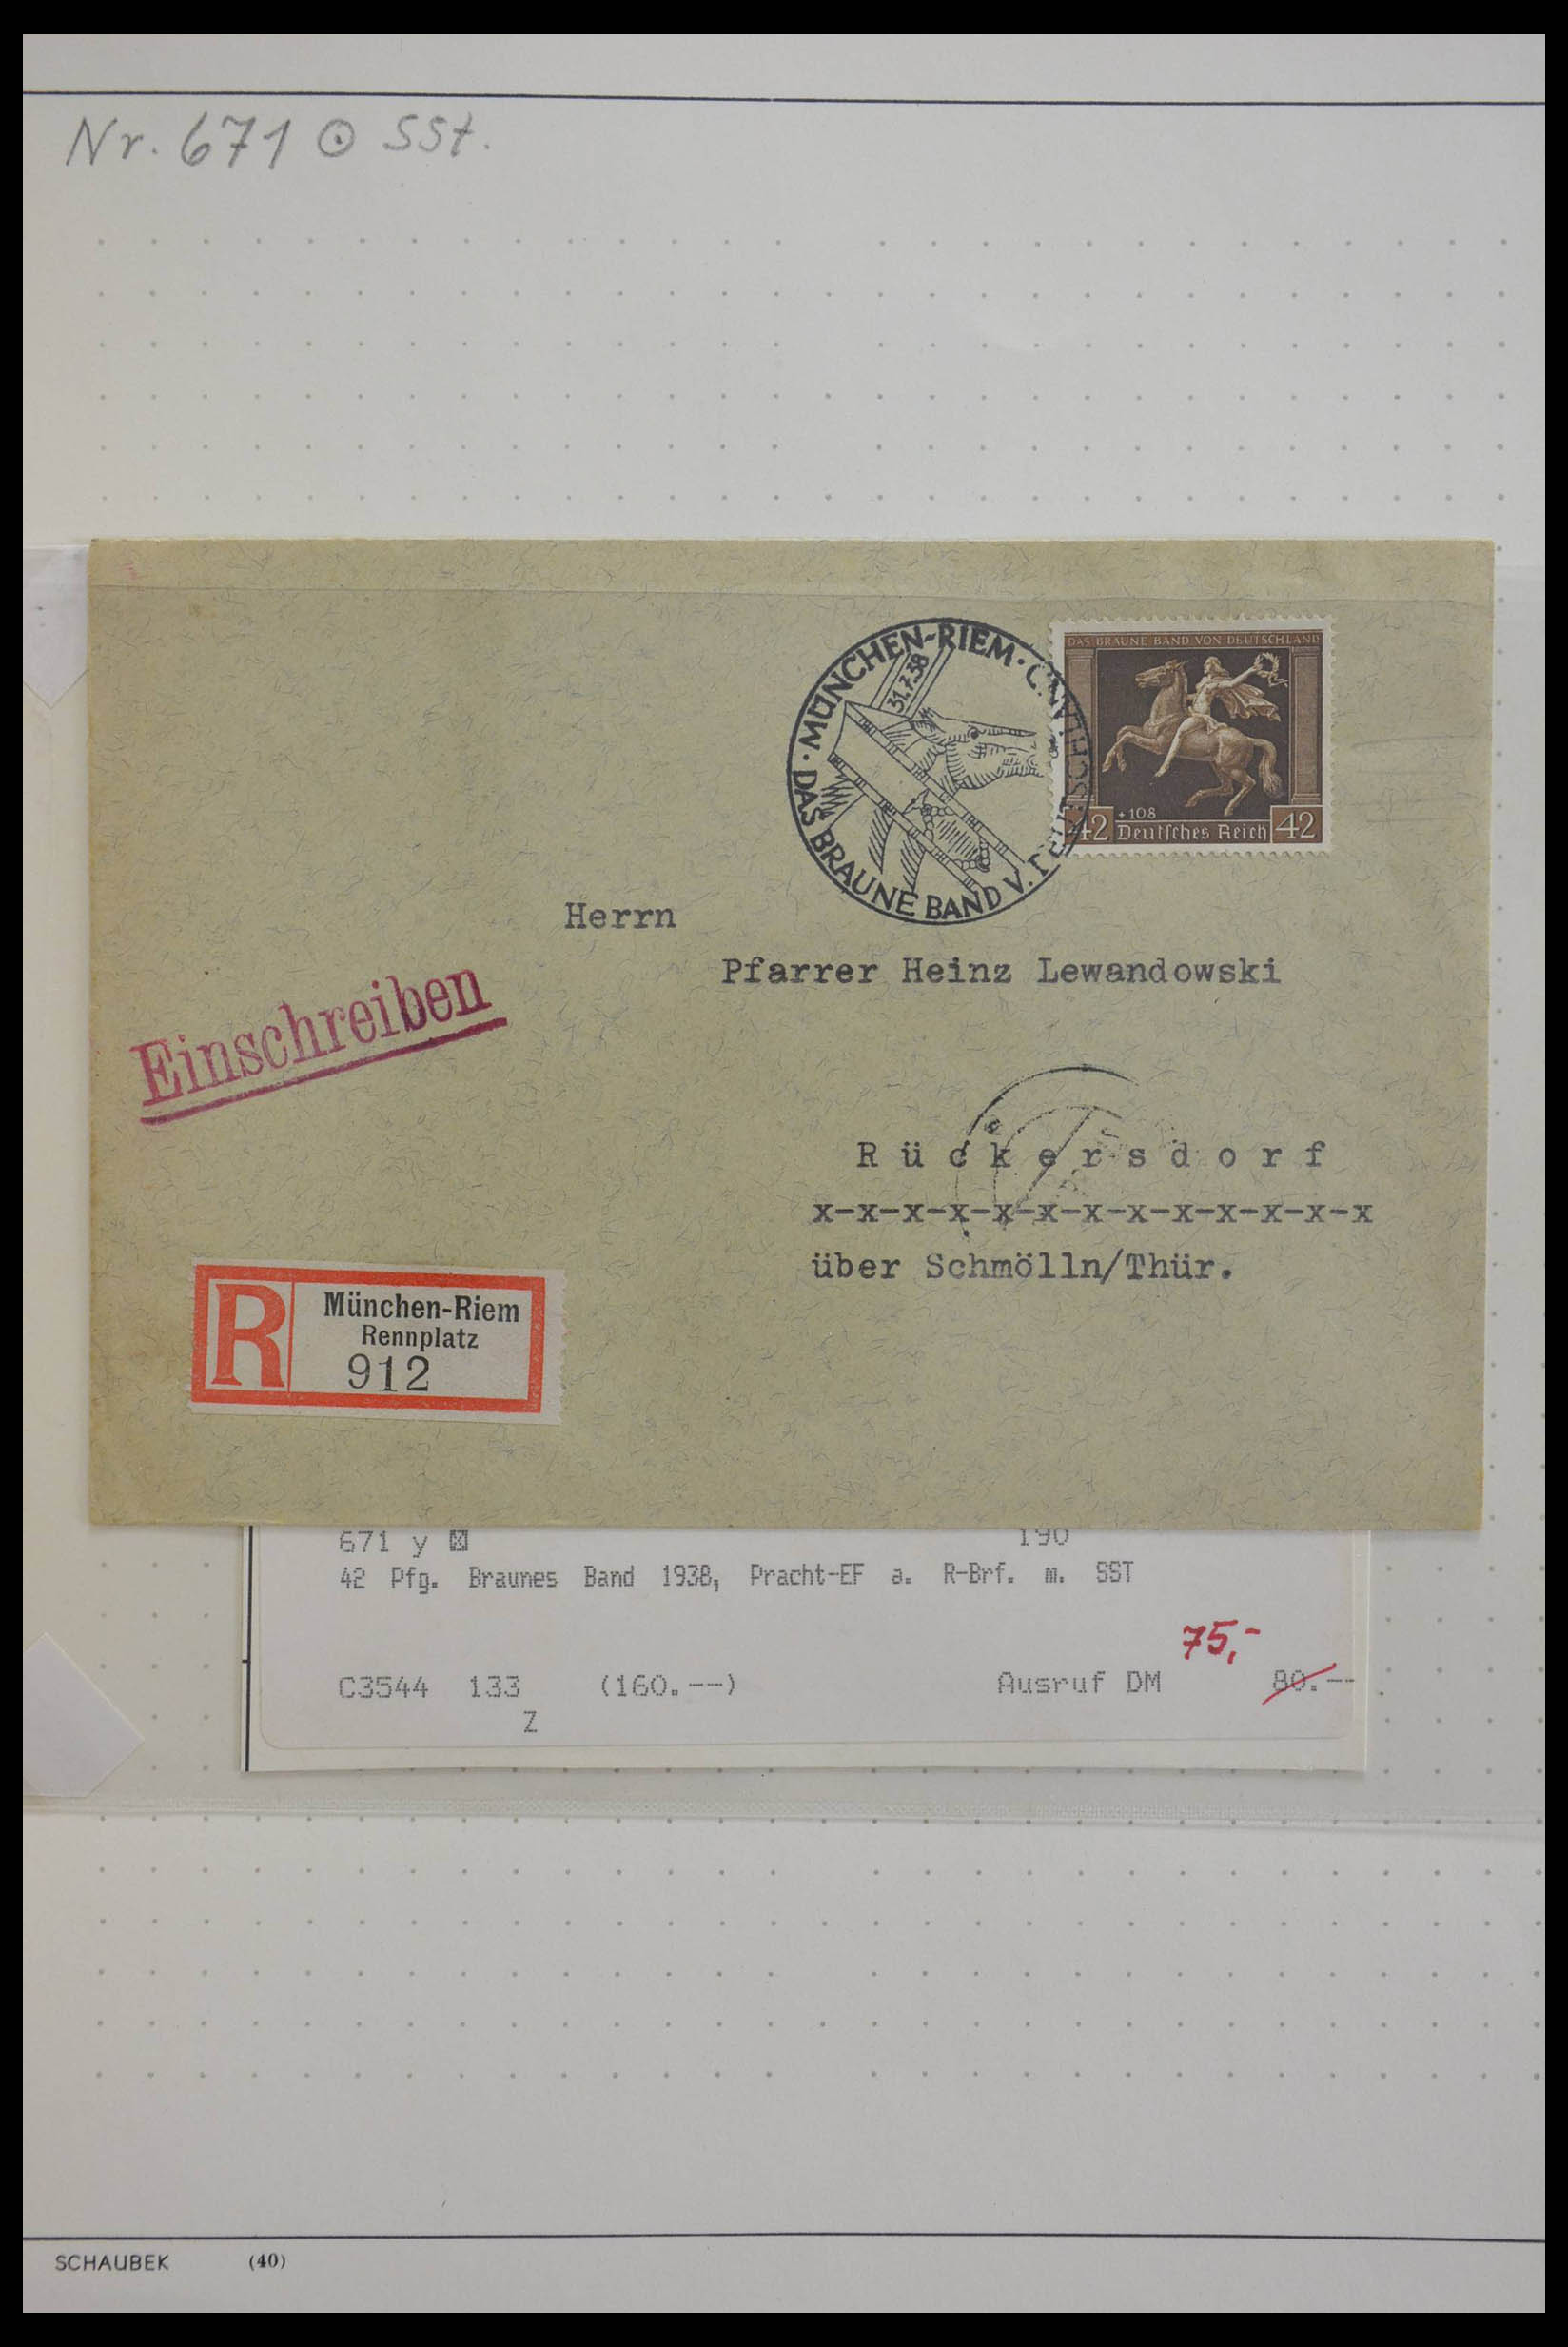 Nr. 671 ⊙ SSt.
MÜNCHEN-RIEM ·
31.7.38
· DAS BRAUNE BAND V.
DAS BRAUNE BAND VON DEUTSCHLAND
+108
42 Deutsches Reich 42
Herrn
Pfarrer Heinz Lewandowski
Einschreiben
Rückersdorf
x-x-x-x-x-x-x-x-x-x-x-x-x
über Schmölln/Thür.
R
München-Riem
Rennplatz
912
671 y 190
42 Pfg. Braunes Band 1938, Pracht-EF a. R-Brf. m. SST
75,-
C3544 133 (160.--) Ausruf DM 80.--
Z
SCHAUBEK (40)